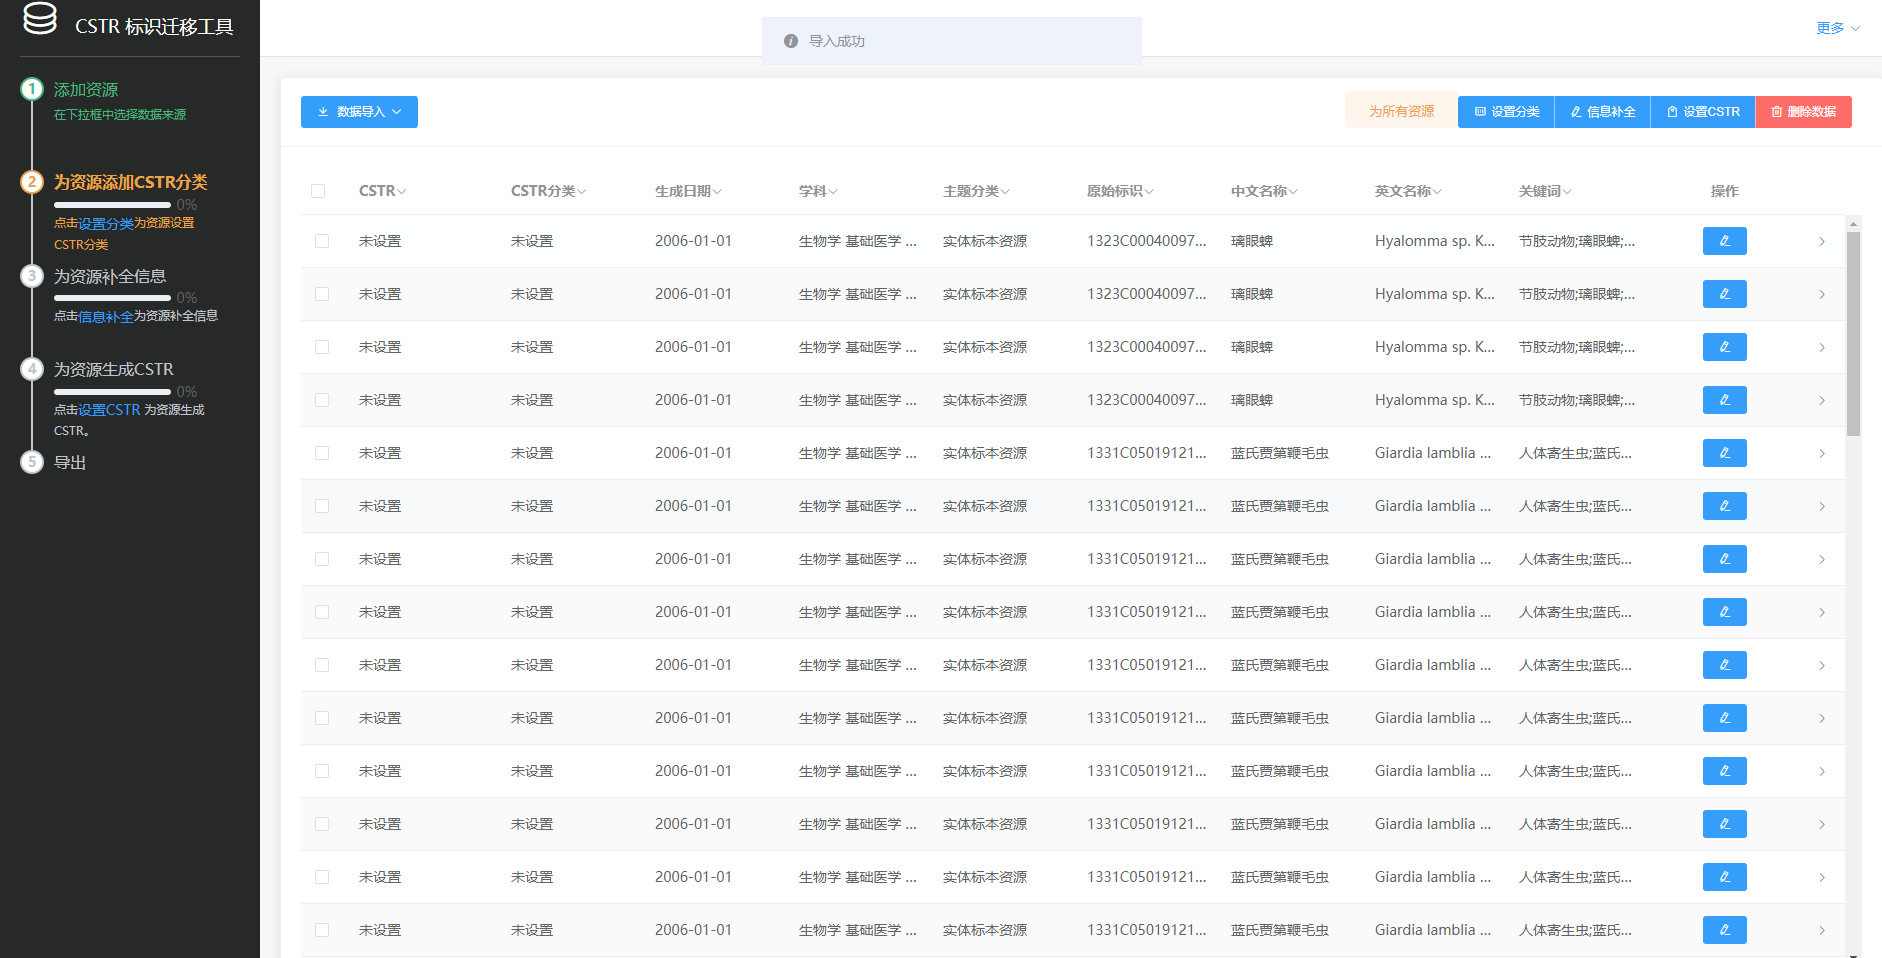 CSTR 标识迁移工具
导入成功
更多
1 添加资源
在下拉框中选择数据来源
2 为资源添加CSTR分类
0%
点击设置分类为资源设置
CSTR分类
3 为资源补全信息
0%
点击信息补全为资源补全信息
4 为资源生成CSTR
0%
点击设置CSTR 为资源生成
CSTR。
5 导出
数据导入
为所有资源 设置分类 信息补全 设置CSTR 删除数据
CSTR CSTR分类 生成日期 学科 主题分类 原始标识 中文名称 英文名称 关键词 操作
未设置 未设置 2006-01-01 生物学 基础医学 ... 实体标本资源 1323C00040097... 璃眼蜱 Hyalomma sp. K... 节肢动物;璃眼蜱;...
未设置 未设置 2006-01-01 生物学 基础医学 ... 实体标本资源 1323C00040097... 璃眼蜱 Hyalomma sp. K... 节肢动物;璃眼蜱;...
未设置 未设置 2006-01-01 生物学 基础医学 ... 实体标本资源 1323C00040097... 璃眼蜱 Hyalomma sp. K... 节肢动物;璃眼蜱;...
未设置 未设置 2006-01-01 生物学 基础医学 ... 实体标本资源 1323C00040097... 璃眼蜱 Hyalomma sp. K... 节肢动物;璃眼蜱;...
未设置 未设置 2006-01-01 生物学 基础医学 ... 实体标本资源 1331C05019121... 蓝氏贾第鞭毛虫 Giardia lamblia ... 人体寄生虫;蓝氏...
未设置 未设置 2006-01-01 生物学 基础医学 ... 实体标本资源 1331C05019121... 蓝氏贾第鞭毛虫 Giardia lamblia ... 人体寄生虫;蓝氏...
未设置 未设置 2006-01-01 生物学 基础医学 ... 实体标本资源 1331C05019121... 蓝氏贾第鞭毛虫 Giardia lamblia ... 人体寄生虫;蓝氏...
未设置 未设置 2006-01-01 生物学 基础医学 ... 实体标本资源 1331C05019121... 蓝氏贾第鞭毛虫 Giardia lamblia ... 人体寄生虫;蓝氏...
未设置 未设置 2006-01-01 生物学 基础医学 ... 实体标本资源 1331C05019121... 蓝氏贾第鞭毛虫 Giardia lamblia ... 人体寄生虫;蓝氏...
未设置 未设置 2006-01-01 生物学 基础医学 ... 实体标本资源 1331C05019121... 蓝氏贾第鞭毛虫 Giardia lamblia ... 人体寄生虫;蓝氏...
未设置 未设置 2006-01-01 生物学 基础医学 ... 实体标本资源 1331C05019121... 蓝氏贾第鞭毛虫 Giardia lamblia ... 人体寄生虫;蓝氏...
未设置 未设置 2006-01-01 生物学 基础医学 ... 实体标本资源 1331C05019121... 蓝氏贾第鞭毛虫 Giardia lamblia ... 人体寄生虫;蓝氏...
未设置 未设置 2006-01-01 生物学 基础医学 ... 实体标本资源 1331C05019121... 蓝氏贾第鞭毛虫 Giardia lamblia ... 人体寄生虫;蓝氏...
未设置 未设置 2006-01-01 生物学 基础医学 ... 实体标本资源 1331C05019121... 蓝氏贾第鞭毛虫 Giardia lamblia ... 人体寄生虫;蓝氏...